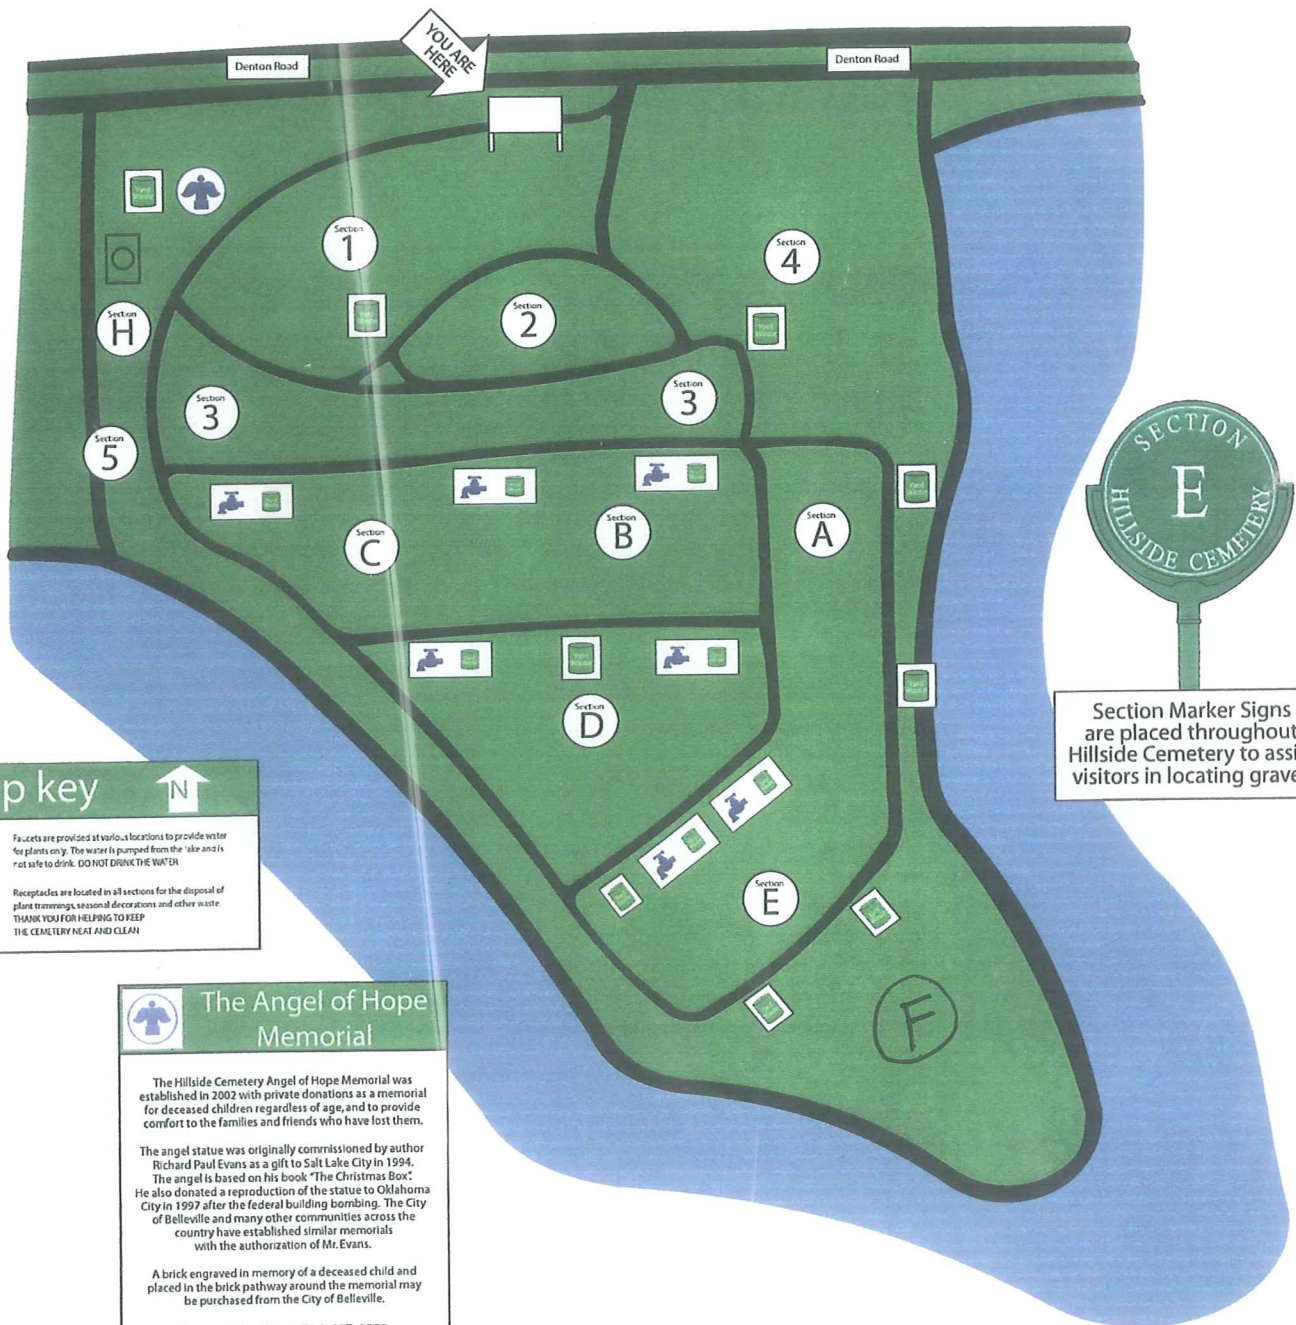 YOU ARE
HERE
Denton Road
Denton Road
Section
1
Section
4
Section
2
Section
H
Section
3
Section
3
Section
5
Section
A
Section
B
Section
C
Section
D
Section
E
F
Yard
Waste
Yard
Waste
Yard
Waste
Yard
Waste
Yard
Waste
Yard
Waste
SECTION
E
HILLSIDE CEMETERY
Section Marker Signs
are placed throughout
Hillside Cemetery to assi
visitors in locating grave
p key
N
Faucets are provided at various locations to provide water
for plants only. The water is pumped from the lake and is
not safe to drink. DO NOT DRINK THE WATER
Receptacles are located in all sections for the disposal of
plant trimmings, seasonal decorations and other waste.
THANK YOU FOR HELPING TO KEEP
THE CEMETERY NEAT AND CLEAN
The Angel of Hope
Memorial
The Hillside Cemetery Angel of Hope Memorial was
established in 2002 with private donations as a memorial
for deceased children regardless of age, and to provide
comfort to the families and friends who have lost them.
The angel statue was originally commissioned by author
Richard Paul Evans as a gift to Salt Lake City in 1994.
The angel is based on his book "The Christmas Box".
He also donated a reproduction of the statue to Oklahoma
City in 1997 after the federal building bombing. The City
of Belleville and many other communities across the
country have established similar memorials
with the authorization of Mr. Evans.
A brick engraved in memory of a deceased child and
placed in the brick pathway around the memorial may
be purchased from the City of Belleville.